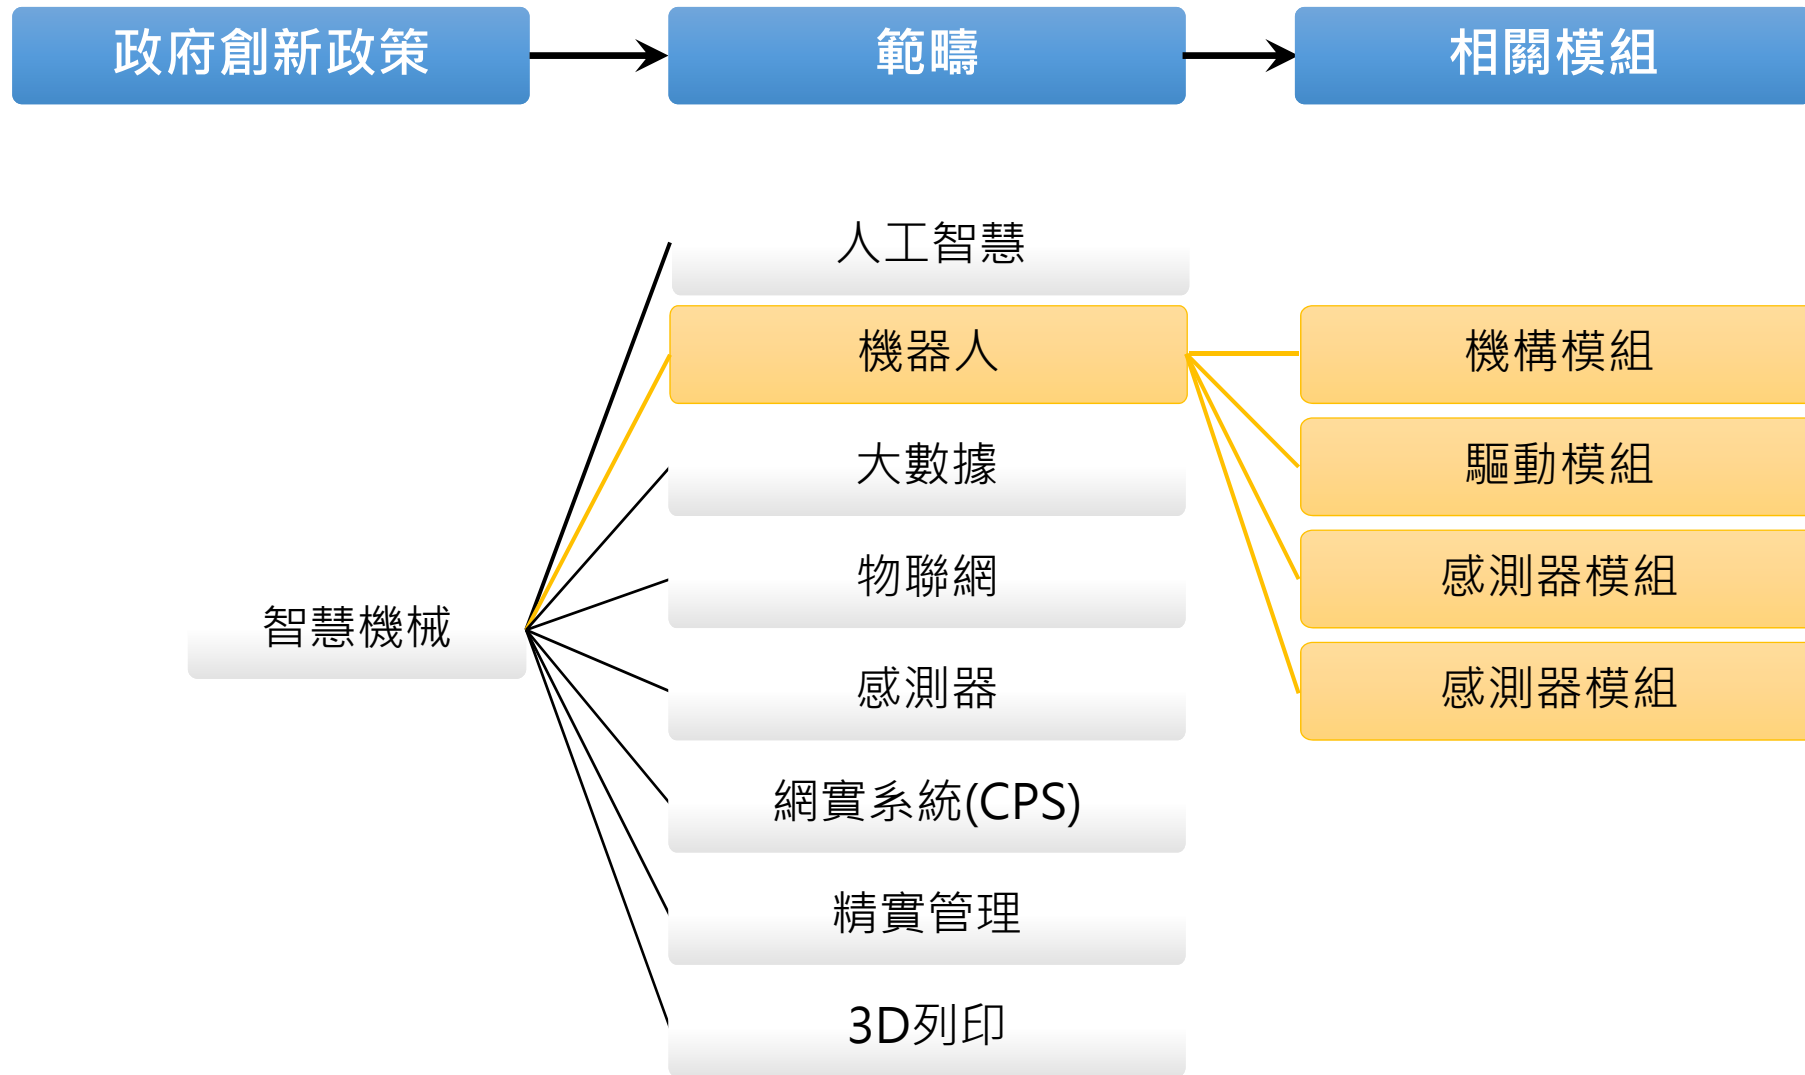 政府創新政策
範疇
相關模組
人工智慧
機器人
機構模組
大數據
驅動模組
物聯網
感測器模組
智慧機械
感測器
感測器模組
網實系統(CPS)
精實管理
3D列印